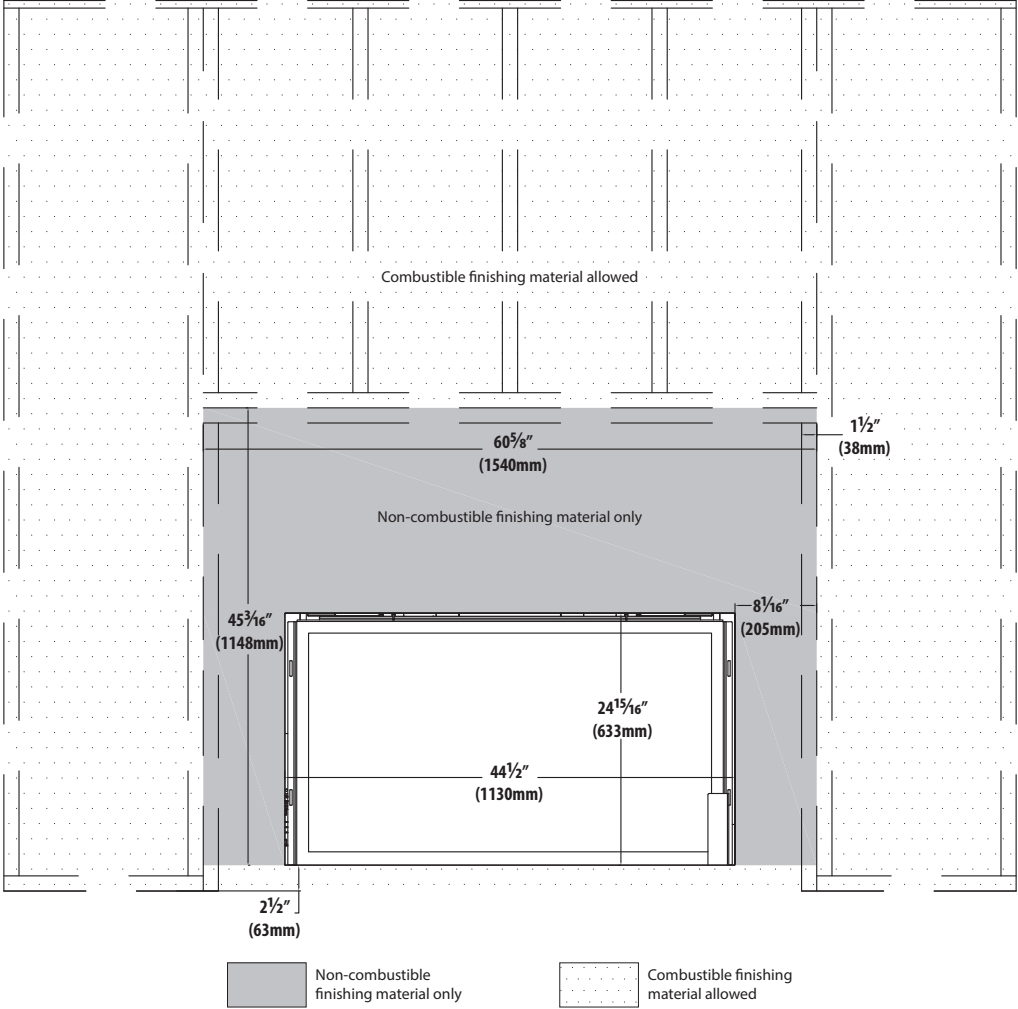 Combustible finishing material allowed
1½"
(38mm)
60⅝"
(1540mm)
Non-combustible finishing material only
45³⁄₁₆"
(1148mm)
8¹⁄₁₆"
(205mm)
24¹⁵⁄₁₆"
(633mm)
44½"
(1130mm)
2½"
(63mm)
Non-combustible
finishing material only
Combustible finishing
material allowed